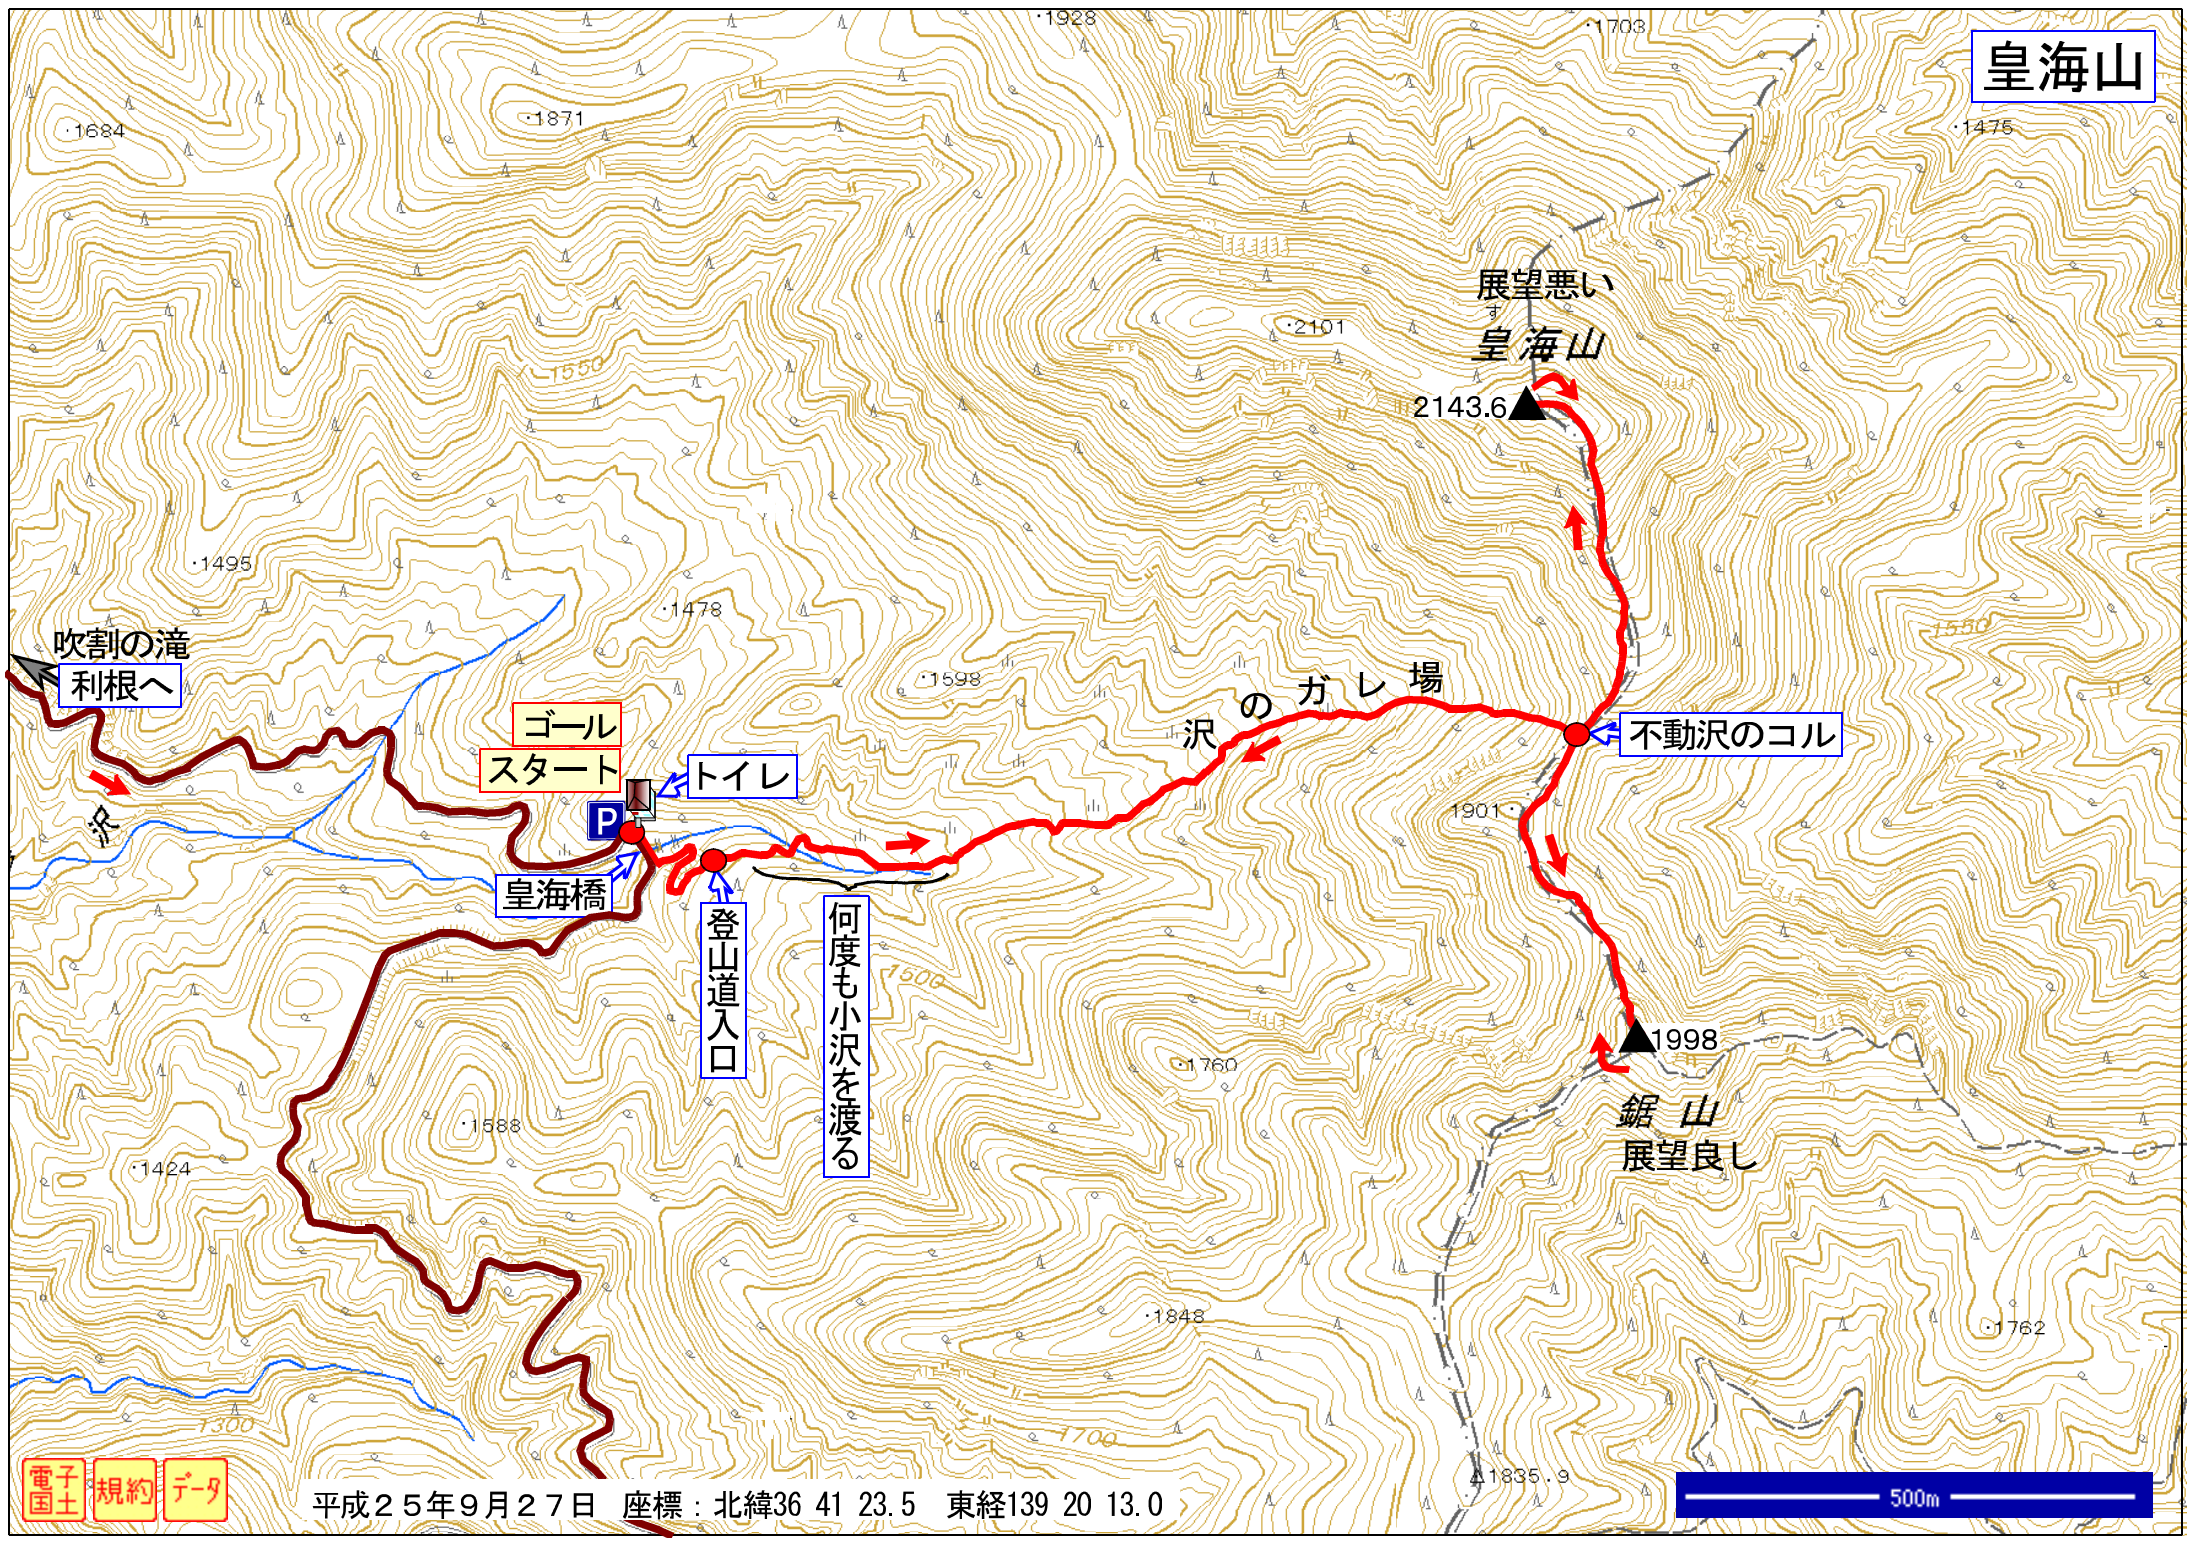 ・1928
・1703
皇海山
・1684
・1871
・1475
展望悪い
す
皇海山
2143.6
・2101
1550
・1495
・1478
吹割の滝
利根へ
・1598
1550
沢のガレ場
ゴール
スタート
トイレ
P
不動沢のコル
沢
1901・
皇海橋
登山道入口
何度も小沢を渡る
1500
・1760
1998
鋸山
展望良し
・1588
・1424
・1848
・1762
1300
1700
1835.9
電子国土
規約
データ
平成25年9月27日 座標：北緯36 41 23.5 東経139 20 13.0
500m